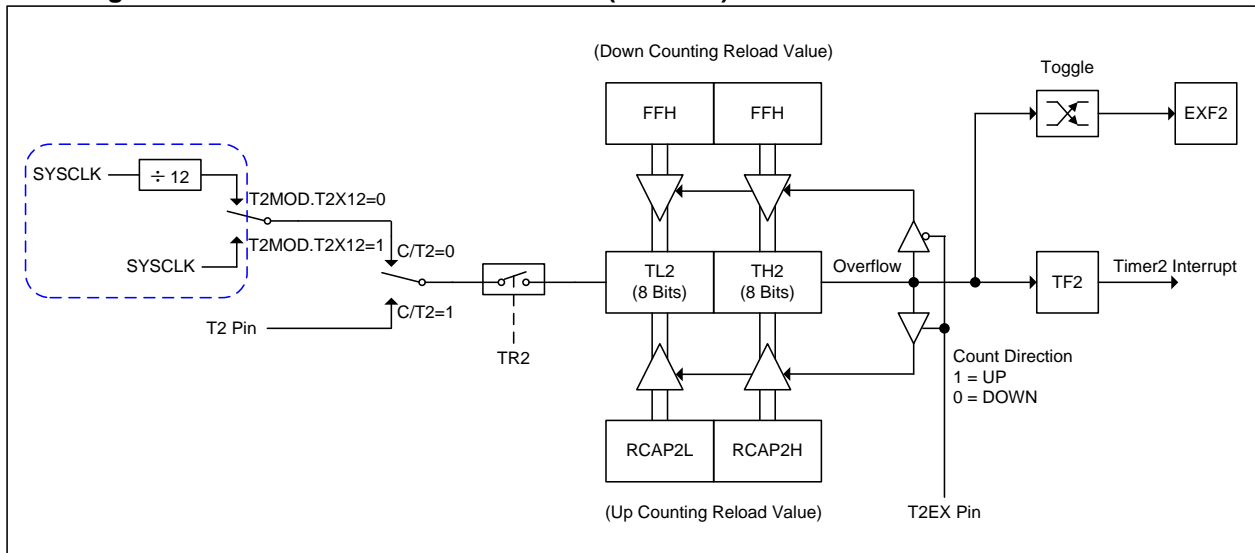 (Down Counting Reload Value)
Toggle
FFH FFH
EXF2
SYSCLK ÷ 12
T2MOD.T2X12=0
T2MOD.T2X12=1
C/T2=0
SYSCLK
TL2
(8 Bits)
TH2
(8 Bits)
Overflow
TF2
Timer2 Interrupt
C/T2=1
T2 Pin
TR2
Count Direction
1 = UP
0 = DOWN
RCAP2L RCAP2H
(Up Counting Reload Value)
T2EX Pin